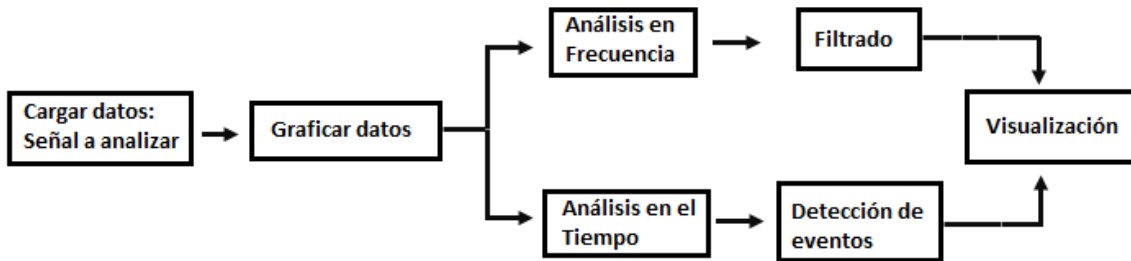 Cargar datos:
Señal a analizar
Graficar datos
Análisis en
Frecuencia
Filtrado
Análisis en el
Tiempo
Detección de
eventos
Visualización